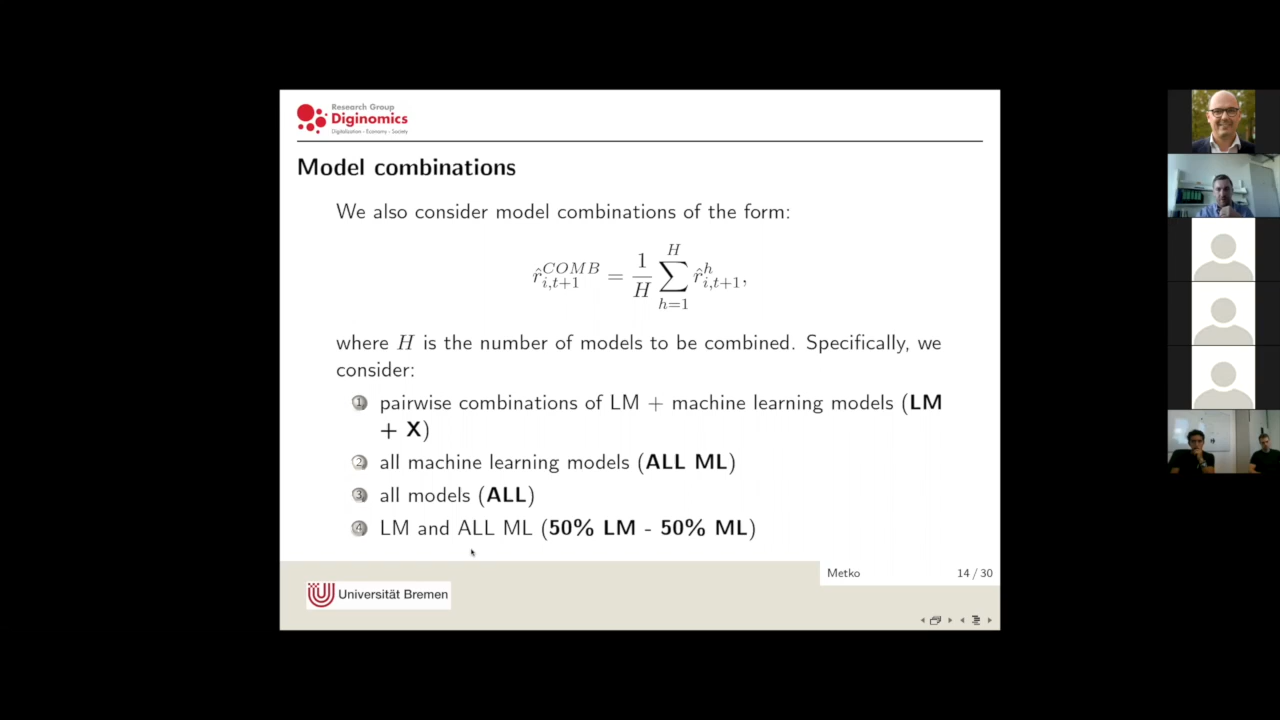 Research Group
Diginomics
Digitalization - Economy - Society
Model combinations
We also consider model combinations of the form:
r̂_{i,t+1}^{COMB} = \frac{1}{H} \sum_{h=1}^{H} r̂_{i,t+1}^{h},
where H is the number of models to be combined. Specifically, we
consider:
1 pairwise combinations of LM + machine learning models (LM
+ X)
2 all machine learning models (ALL ML)
3 all models (ALL)
4 LM and ALL ML (50% LM - 50% ML)
Metko 14 / 30
Universität Bremen